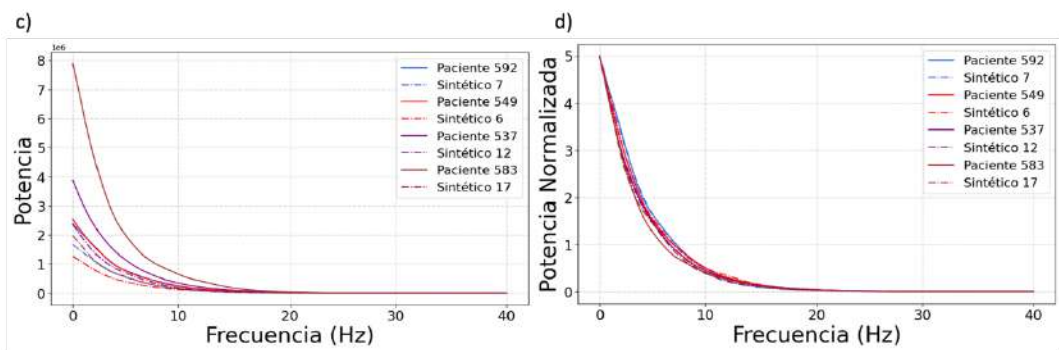 c)
1e6
8
7
6
5
4
3
2
1
0
Potencia
Paciente 592
Sintético 7
Paciente 549
Sintético 6
Paciente 537
Sintético 12
Paciente 583
Sintético 17
0 10 20 30 40
Frecuencia (Hz)
d)
5
4
3
2
1
0
Potencia Normalizada
Paciente 592
Sintético 7
Paciente 549
Sintético 6
Paciente 537
Sintético 12
Paciente 583
Sintético 17
0 10 20 30 40
Frecuencia (Hz)